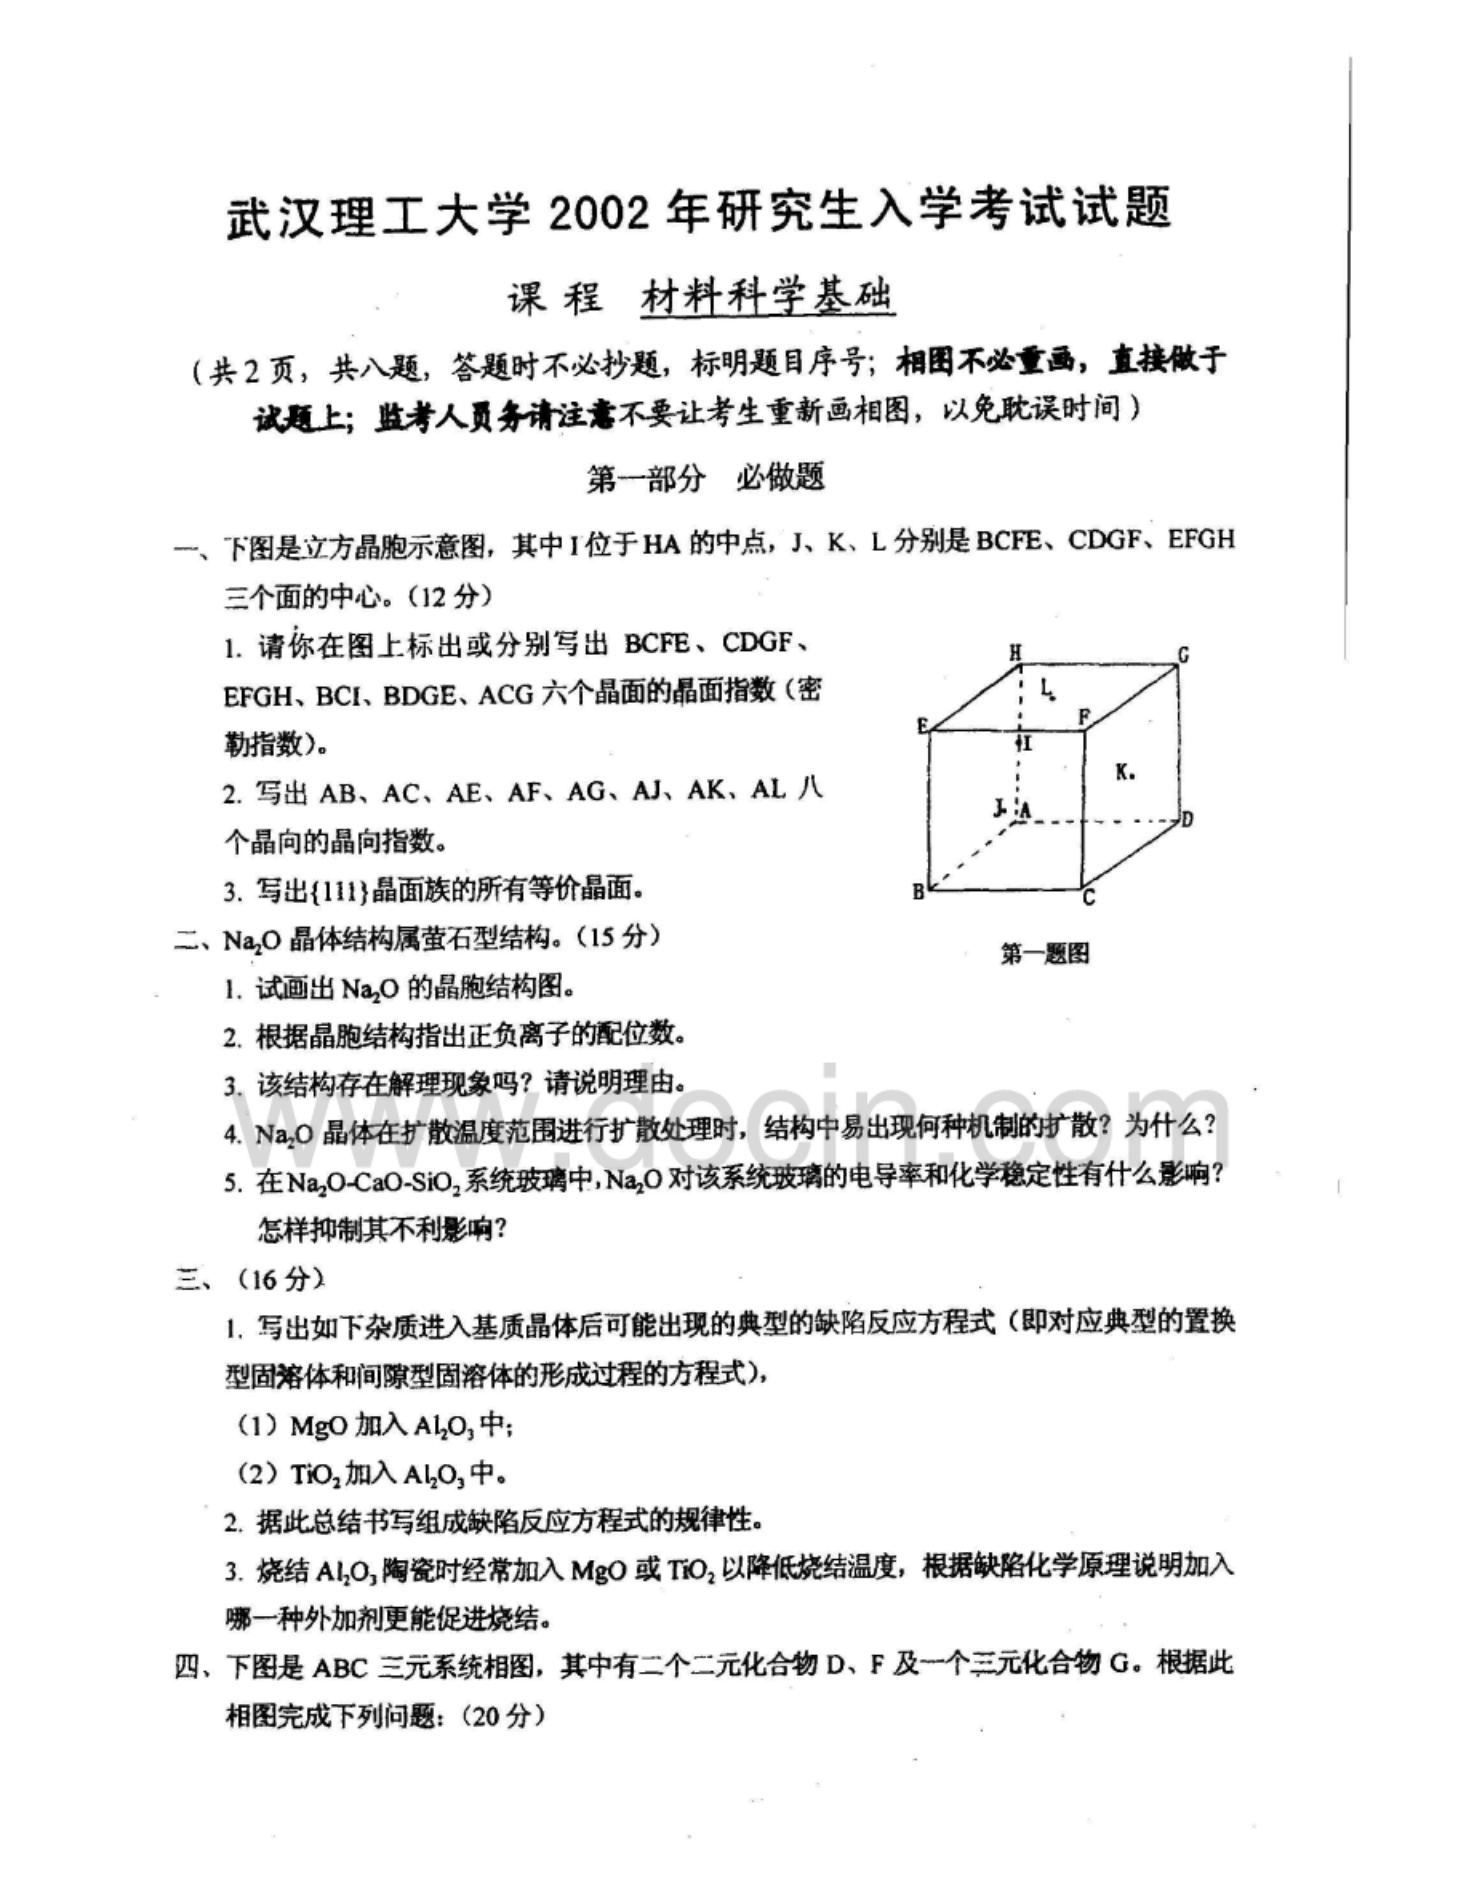 武汉理工大学 2002 年研究生入学考试试题
课 程 材料科学基础
（共 2 页，共八题，答题时不必抄题，标明题目序号；相图不必重画，直接做于
试题上；监考人员务请注意不要让考生重新画相图，以免耽误时间）
第一部分 必做题
一、下图是立方晶胞示意图，其中 I 位于 HA 的中点，J、K、L 分别是 BCFE、CDGF、EFGH
三个面的中心。（12 分）
1. 请你在图上标出或分别写出 BCFE、CDGF、
EFGH、BCI、BDGE、ACG 六个晶面的晶面指数（密
勒指数）。
2. 写出 AB、AC、AE、AF、AG、AJ、AK、AL 八
个晶向的晶向指数。
3. 写出{111}晶面族的所有等价晶面。
H
G
L
E
F
I
K
J
A
D
B
C
第一题图
二、Na₂O 晶体结构属萤石型结构。（15 分）
1. 试画出 Na₂O 的晶胞结构图。
2. 根据晶胞结构指出正负离子的配位数。
3. 该结构存在解理现象吗？请说明理由。
4. Na₂O 晶体在扩散温度范围进行扩散处理时，结构中易出现何种机制的扩散？为什么？
5. 在 Na₂O-CaO-SiO₂ 系统玻璃中，Na₂O 对该系统玻璃的电导率和化学稳定性有什么影响？
怎样抑制其不利影响？
www.docin.com
三、（16 分）
1. 写出如下杂质进入基质晶体后可能出现的典型的缺陷反应方程式（即对应典型的置换
型固溶体和间隙型固溶体的形成过程的方程式），
（1）MgO 加入 Al₂O₃ 中；
（2）TiO₂ 加入 Al₂O₃ 中。
2. 据此总结书写组成缺陷反应方程式的规律性。
3. 烧结 Al₂O₃ 陶瓷时经常加入 MgO 或 TiO₂ 以降低烧结温度，根据缺陷化学原理说明加入
哪一种外加剂更能促进烧结。
四、下图是 ABC 三元系统相图，其中有二个二元化合物 D、F 及一个三元化合物 G。根据此
相图完成下列问题：（20 分）